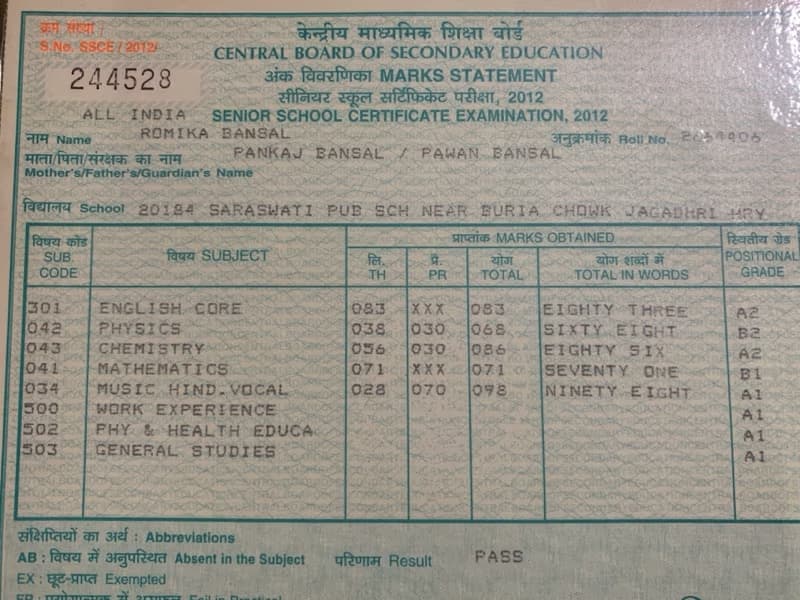 क्रम संख्या /
S.No. SSCE / 2012/
244528
केन्द्रीय माध्यमिक शिक्षा बोर्ड
CENTRAL BOARD OF SECONDARY EDUCATION
अंक विवरणिका MARKS STATEMENT
सीनियर स्कूल सर्टिफिकेट परीक्षा, 2012
ALL INDIA SENIOR SCHOOL CERTIFICATE EXAMINATION, 2012
नाम Name ROMIKA BANSAL अनुक्रमांक Roll No.
माता/पिता/संरक्षक का नाम PANKAJ BANSAL / PAWAN BANSAL
Mother's/Father's/Guardian's Name
विद्यालय School 20184 SARASWATI PUB SCH NEAR BURIA CHOWK JAGADHRI HRY
विषय कोड SUB. CODE विषय SUBJECT प्राप्तांक MARKS OBTAINED स्थितीय ग्रेड POSITIONAL GRADE
लि. TH प्रै. PR योग TOTAL योग शब्दों में TOTAL IN WORDS
301 ENGLISH CORE 083 XXX 083 EIGHTY THREE A2
042 PHYSICS 038 030 068 SIXTY EIGHT B2
043 CHEMISTRY 056 030 086 EIGHTY SIX A2
041 MATHEMATICS 071 XXX 071 SEVENTY ONE B1
034 MUSIC HIND.VOCAL 028 070 098 NINETY EIGHT A1
500 WORK EXPERIENCE A1
502 PHY & HEALTH EDUCA A1
503 GENERAL STUDIES A1
संक्षिप्तियों का अर्थ : Abbreviations
AB : विषय में अनुपस्थित Absent in the Subject परिणाम Result PASS
EX : छूट-प्राप्त Exempted